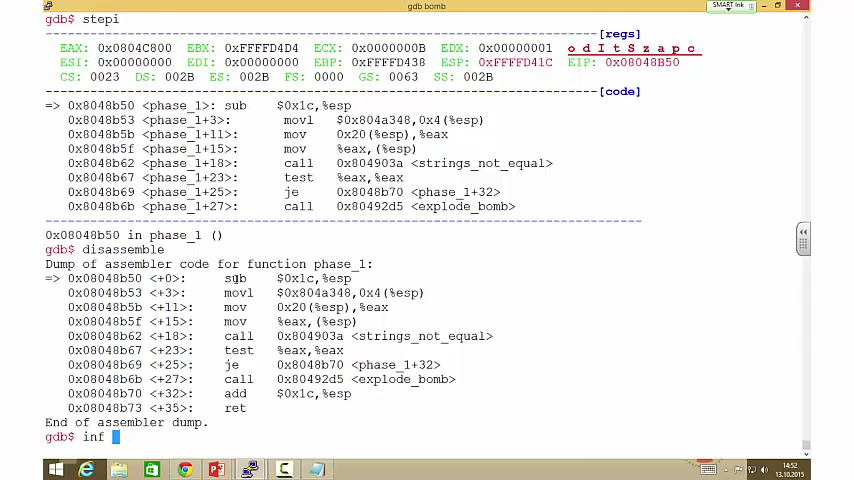 gdb bomb
SMART Ink
gdb$ stepi
[regs]
EAX: 0x0804C800 EBX: 0xFFFFD4D4 ECX: 0x0000000B EDX: 0x00000001 o d I t S z a p c
ESI: 0x00000000 EDI: 0x00000000 EBP: 0xFFFFD438 ESP: 0xFFFFD41C EIP: 0x08048B50
CS: 0023 DS: 002B ES: 002B FS: 0000 GS: 0063 SS: 002B
[code]
=> 0x8048b50 <phase_1>: sub $0x1c,%esp
0x8048b53 <phase_1+3>: movl $0x804a348,0x4(%esp)
0x8048b5b <phase_1+11>: mov 0x20(%esp),%eax
0x8048b5f <phase_1+15>: mov %eax,(%esp)
0x8048b62 <phase_1+18>: call 0x804903a <strings_not_equal>
0x8048b67 <phase_1+23>: test %eax,%eax
0x8048b69 <phase_1+25>: je 0x8048b70 <phase_1+32>
0x8048b6b <phase_1+27>: call 0x80492d5 <explode_bomb>
0x08048b50 in phase_1 ()
gdb$ disassemble
Dump of assembler code for function phase_1:
=> 0x08048b50 <+0>: sub $0x1c,%esp
0x08048b53 <+3>: movl $0x804a348,0x4(%esp)
0x08048b5b <+11>: mov 0x20(%esp),%eax
0x08048b5f <+15>: mov %eax,(%esp)
0x08048b62 <+18>: call 0x804903a <strings_not_equal>
0x08048b67 <+23>: test %eax,%eax
0x08048b69 <+25>: je 0x8048b70 <phase_1+32>
0x08048b6b <+27>: call 0x80492d5 <explode_bomb>
0x08048b70 <+32>: add $0x1c,%esp
0x08048b73 <+35>: ret
End of assembler dump.
gdb$ inf
14:52
13.10.2015